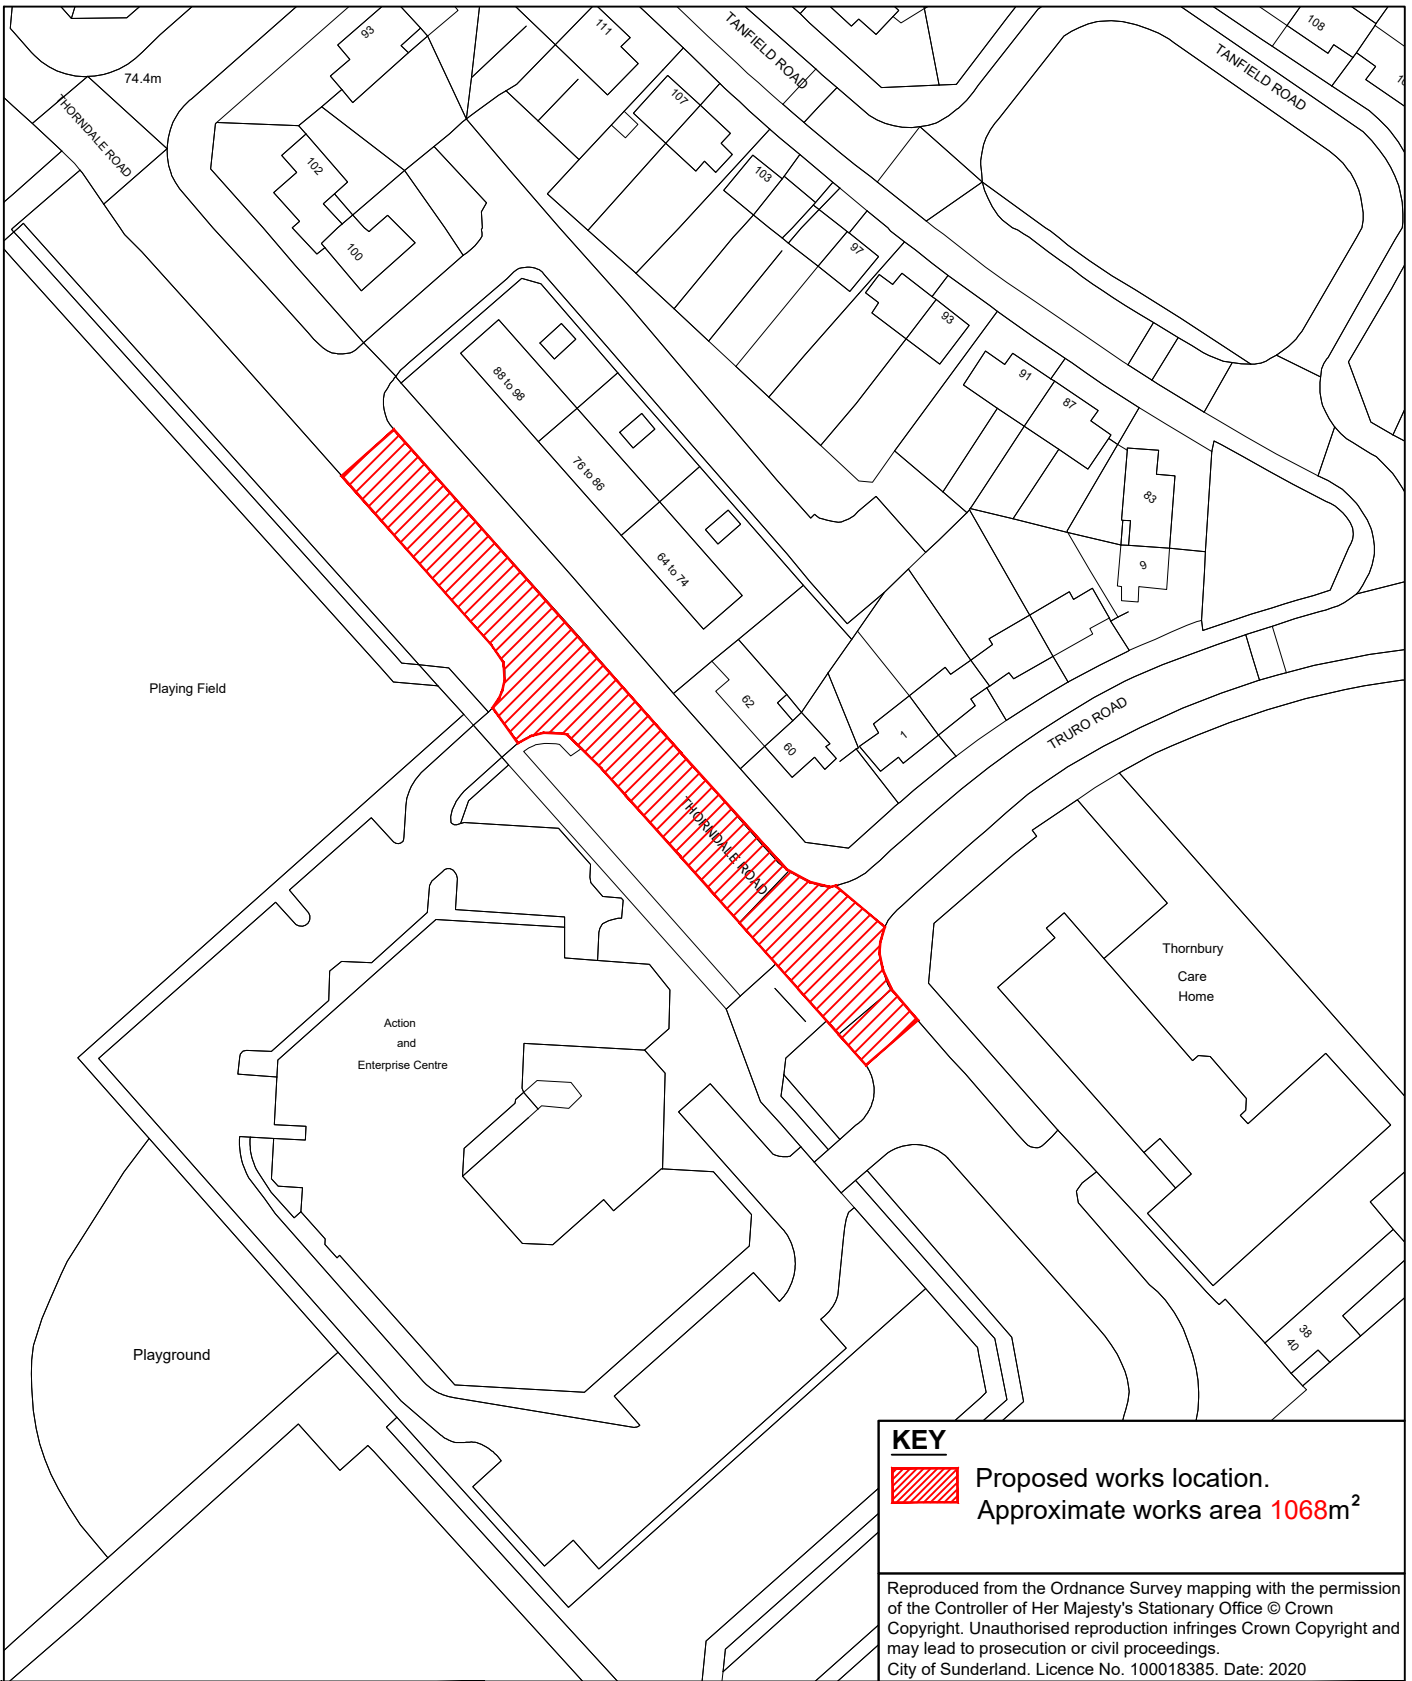 93
111
TANFIELD ROAD
TANFIELD ROAD
108
74.4m
THORNDALE ROAD
107
102
103
100
97
93
88 to 98
91
87
76 to 86
83
64 to 74
9
Playing Field
62
60
1
TRURO ROAD
THORNDALE ROAD
Thornbury
Care
Home
Action
and
Enterprise Centre
Playground
38
40
KEY
Proposed works location.
Approximate works area 1068m²
Reproduced from the Ordnance Survey mapping with the permission
of the Controller of Her Majesty's Stationary Office © Crown
Copyright. Unauthorised reproduction infringes Crown Copyright and
may lead to prosecution or civil proceedings.
City of Sunderland. Licence No. 100018385. Date: 2020